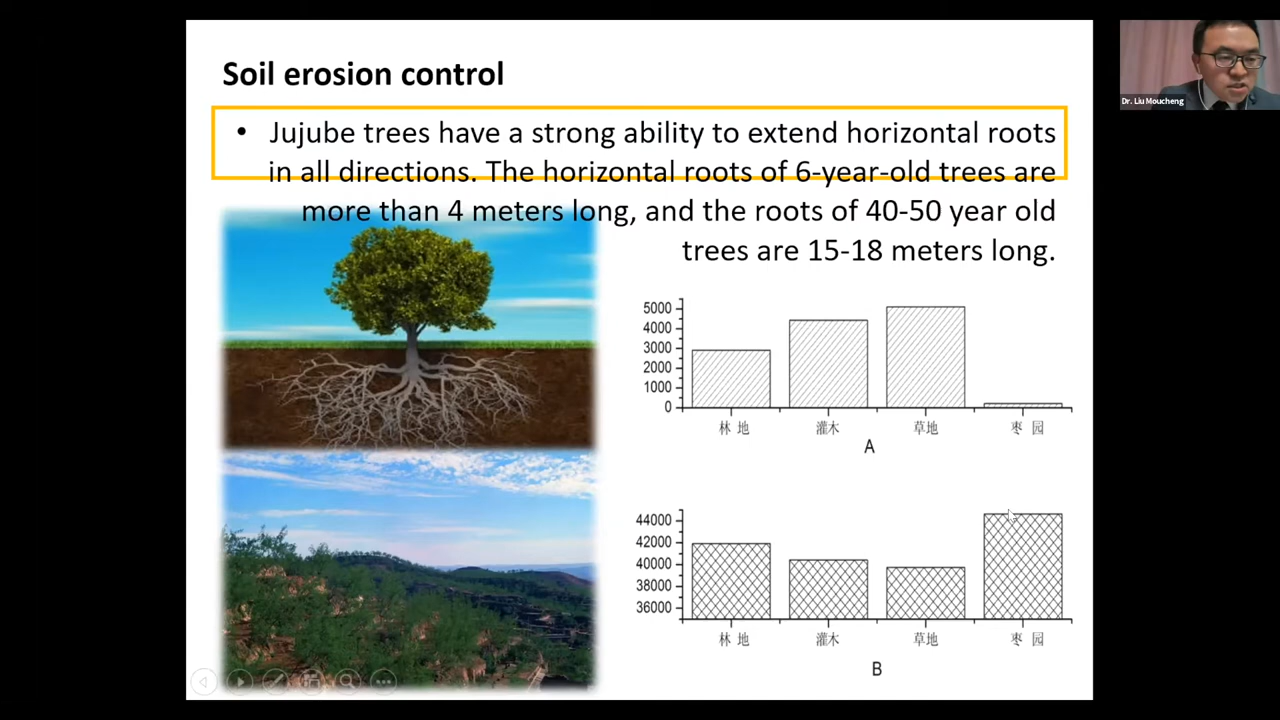 Soil erosion control
• Jujube trees have a strong ability to extend horizontal roots
in all directions. The horizontal roots of 6-year-old trees are
more than 4 meters long, and the roots of 40-50 year old
trees are 15-18 meters long.
Dr. Liu Moucheng
5000
4000
3000
2000
1000
0
林 地 灌木 草地 枣 园
A
44000
42000
40000
38000
36000
林 地 灌木 草地 枣 园
B